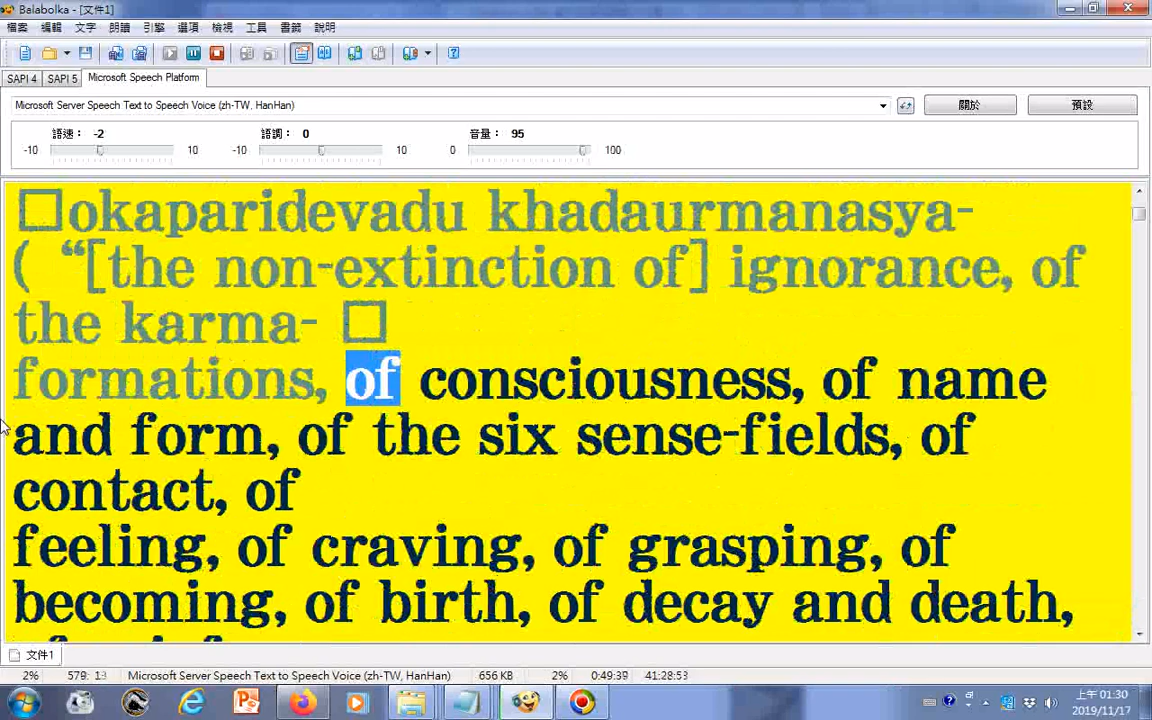 Balabolka - [文件1]
檔案 編輯 文字 朗讀 引擎 選項 檢視 工具 書籤 說明
SAPI 4 SAPI 5 Microsoft Speech Platform
Microsoft Server Speech Text to Speech Voice (zh-TW, HanHan) 關於 預設
語速： -2 語調： 0 音量： 95
-10 10 -10 10 0 100
□okaparidevadu khadaurmanasya-
( “[the non-extinction of] ignorance, of
the karma- □
formations, of consciousness, of name
and form, of the six sense-fields, of
contact, of
feeling, of craving, of grasping, of
becoming, of birth, of decay and death,
文件1
2% 579: 13 Microsoft Server Speech Text to Speech Voice (zh-TW, HanHan) 656 KB 2% 0:49:39 41:28:53
上午 01:30
2019/11/17